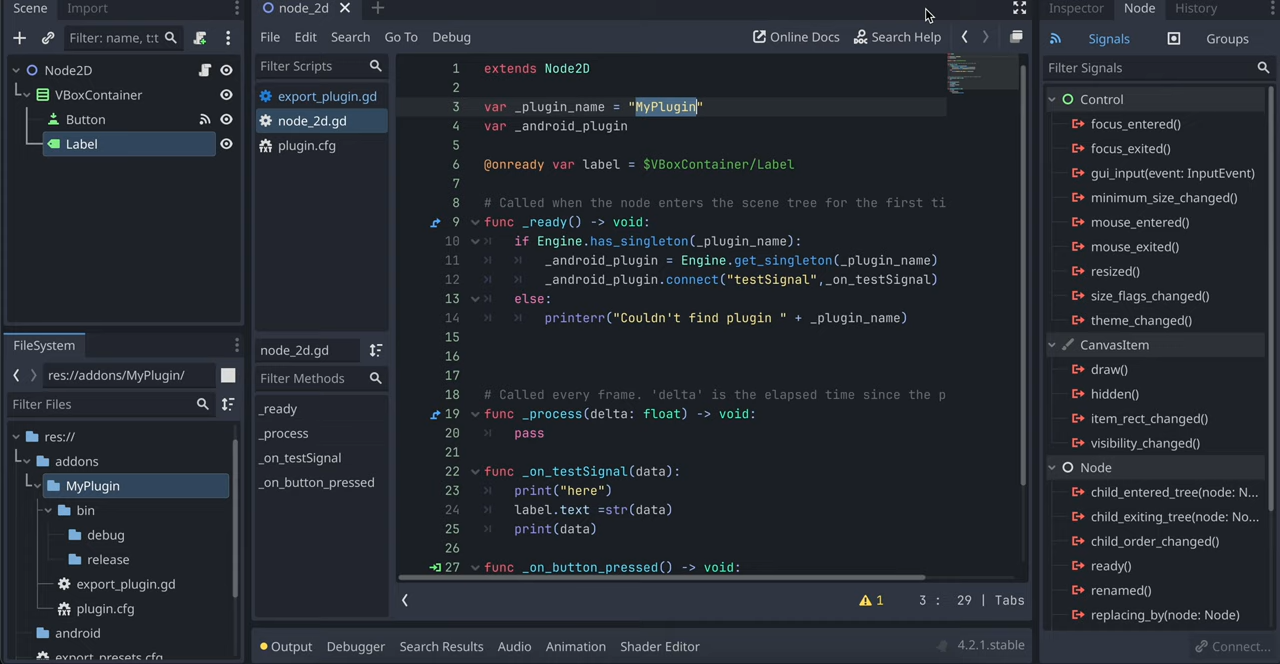 Scene Import
Filter: name, t:t
Node2D
VBoxContainer
Button
Label
FileSystem
res://addons/MyPlugin/
Filter Files
res://
addons
MyPlugin
bin
debug
release
export_plugin.gd
plugin.cfg
android
export_presets.cfg
node_2d
File Edit Search Go To Debug
Online Docs Search Help
Filter Scripts
export_plugin.gd
node_2d.gd
plugin.cfg
node_2d.gd
Filter Methods
_ready
_process
_on_testSignal
_on_button_pressed
1 extends Node2D
2
3 var _plugin_name = "MyPlugin"
4 var _android_plugin
5
6 @onready var label = $VBoxContainer/Label
7
8 # Called when the node enters the scene tree for the first ti
9 func _ready() -> void:
10 if Engine.has_singleton(_plugin_name):
11 _android_plugin = Engine.get_singleton(_plugin_name)
12 _android_plugin.connect("testSignal",_on_testSignal)
13 else:
14 printerr("Couldn't find plugin " + _plugin_name)
15
16
17
18 # Called every frame. 'delta' is the elapsed time since the p
19 func _process(delta: float) -> void:
20 pass
21
22 func _on_testSignal(data):
23 print("here")
24 label.text =str(data)
25 print(data)
26
27 func _on_button_pressed() -> void:
1 3 : 29 | Tabs
Output Debugger Search Results Audio Animation Shader Editor 4.2.1.stable
Inspector Node History
Signals Groups
Filter Signals
Control
focus_entered()
focus_exited()
gui_input(event: InputEvent)
minimum_size_changed()
mouse_entered()
mouse_exited()
resized()
size_flags_changed()
theme_changed()
CanvasItem
draw()
hidden()
item_rect_changed()
visibility_changed()
Node
child_entered_tree(node: N...
child_exiting_tree(node: No...
child_order_changed()
ready()
renamed()
replacing_by(node: Node)
Connect...